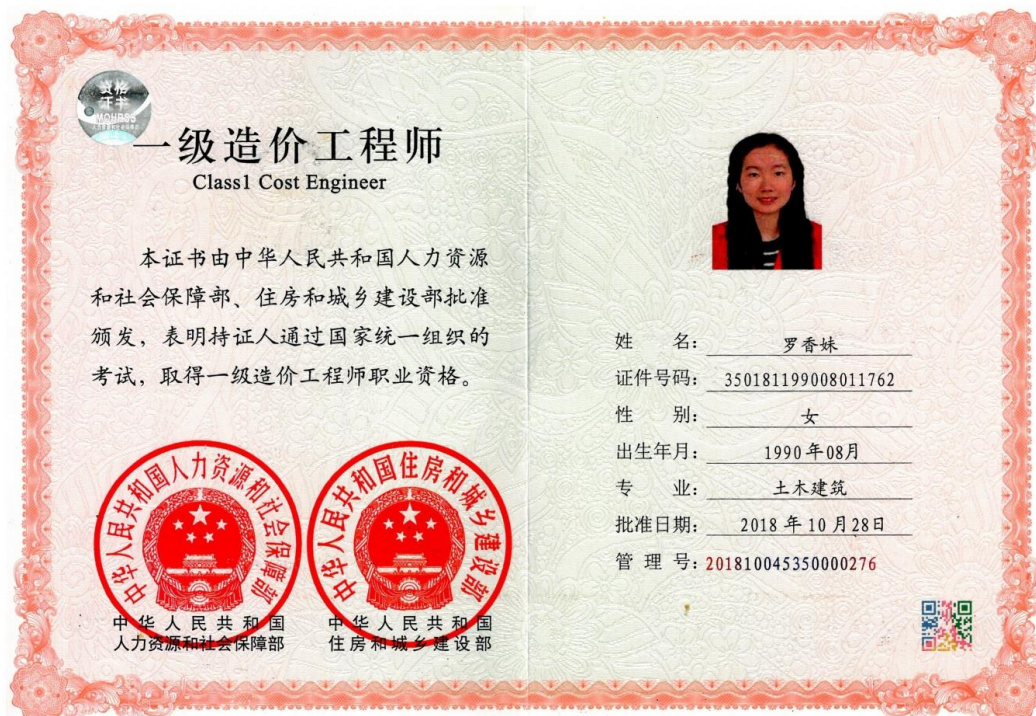 资格
证书
MOHRSS
一级造价工程师
Class1 Cost Engineer
本证书由中华人民共和国人力资源
和社会保障部、住房和城乡建设部批准
颁发，表明持证人通过国家统一组织的
考试，取得一级造价工程师职业资格。
中华人民共和国人力资源和社会保障部
中华人民共和国住房和城乡建设部
中华人民共和国
人力资源和社会保障部
中华人民共和国
住房和城乡建设部
姓 名： 罗香妹
证件号码： 350181199008011762
性 别： 女
出生年月： 1990年08月
专 业： 土木建筑
批准日期： 2018年10月28日
管理号：201810045350000276